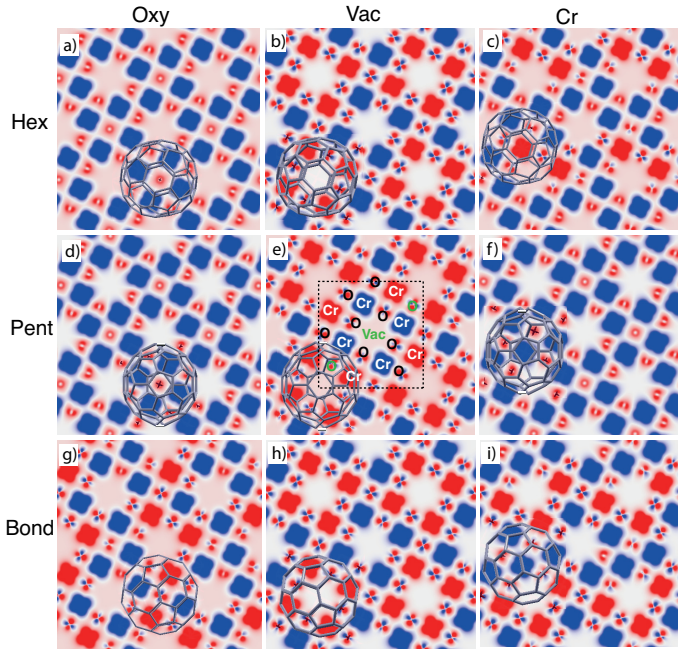 Oxy Vac Cr
Hex
a) b) c)
Pent
d) e) f)
O
Cr
O
Cr
Cr
O Cr
O
O Vac
Cr O
O Cr
Cr
O
Cr
Bond
g) h) i)